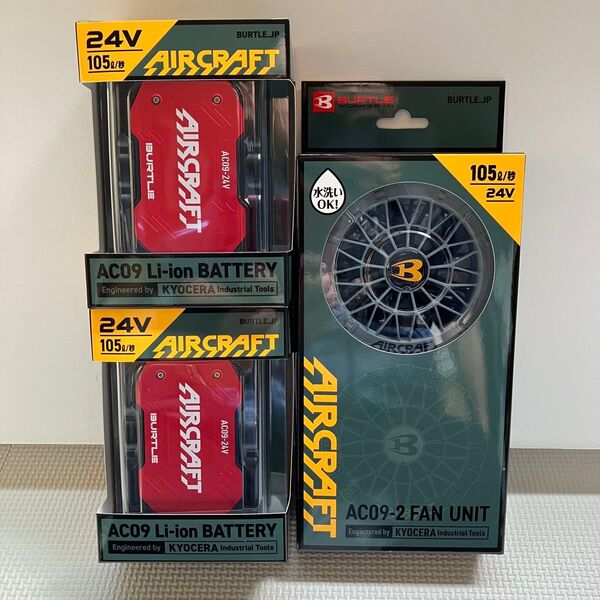 24V
105ℓ/秒
AIRCRAFT
BURTLE.JP
AIRCRAFT
BURTLE
AC09-24V
AC09 Li-ion BATTERY
Engineered by KYOCERA Industrial Tools
24V
105ℓ/秒
AIRCRAFT
BURTLE.JP
AIRCRAFT
BURTLE
AC09-24V
AC09 Li-ion BATTERY
Engineered by KYOCERA Industrial Tools
B BURTLE
BURTLE.JP
水洗い
OK!
105ℓ/秒
24V
B
AIRCRAF
AIRCRAFT
B
AC09-2 FAN UNIT
Engineered by KYOCERA Industrial Tools